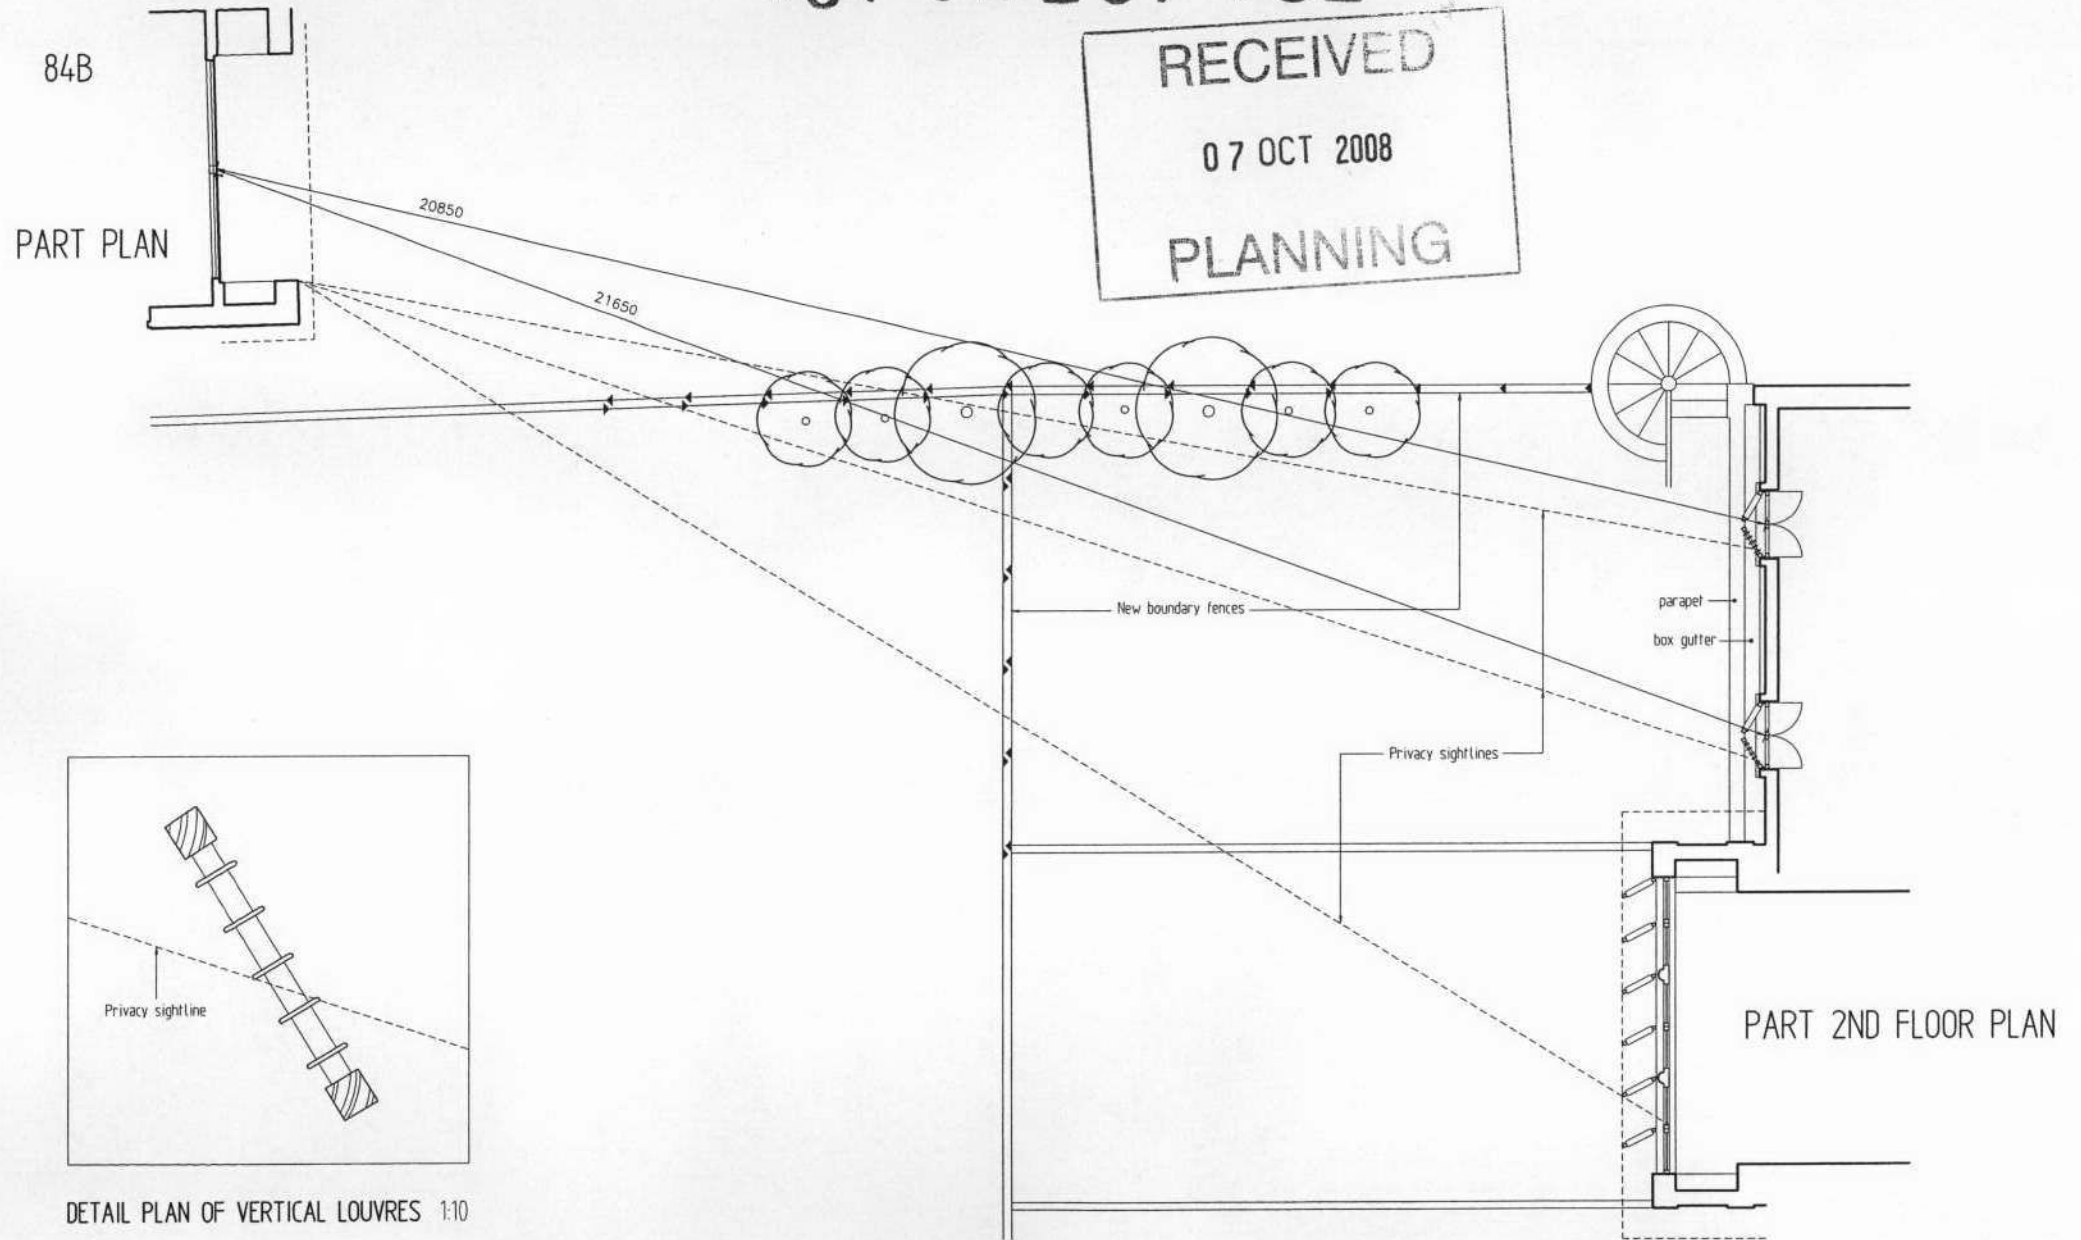 84B
RECEIVED
07 OCT 2008
PLANNING
PART PLAN
20850
21650
New boundary fences
parapet
box gutter
Privacy sightlines
Privacy sightline
PART 2ND FLOOR PLAN
DETAIL PLAN OF VERTICAL LOUVRES 1:10